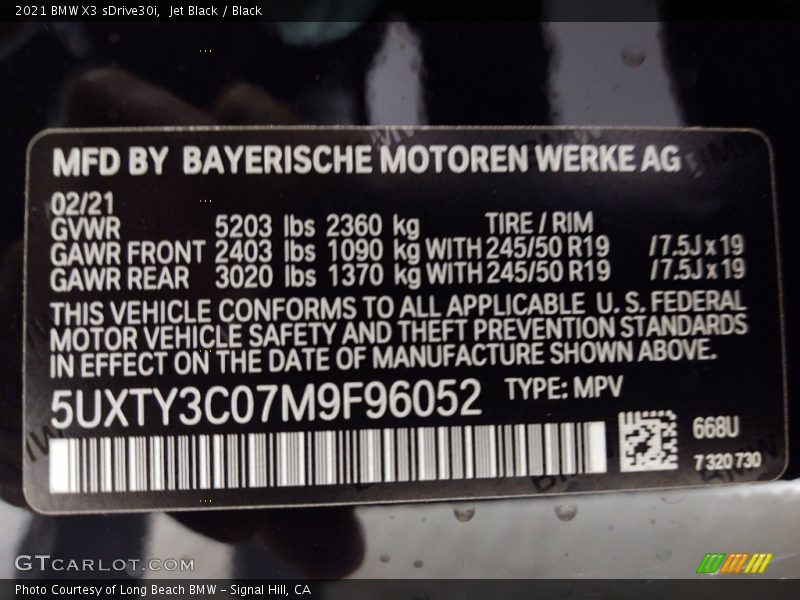 2021 BMW X3 sDrive30i,  Jet Black / Black
MFD BY BAYERISCHE MOTOREN WERKE AG
02/21
GVWR 5203 lbs 2360 kg TIRE / RIM
GAWR FRONT 2403 lbs 1090 kg WITH 245/50 R19 /7.5J x 19
GAWR REAR 3020 lbs 1370 kg WITH 245/50 R19 /7.5J x 19
THIS VEHICLE CONFORMS TO ALL APPLICABLE U. S. FEDERAL
MOTOR VEHICLE SAFETY AND THEFT PREVENTION STANDARDS
IN EFFECT ON THE DATE OF MANUFACTURE SHOWN ABOVE.
5UXTY3C07M9F96052 TYPE: MPV
668U
7 320 730
GTCARLOT.COM
Photo Courtesy of Long Beach BMW – Signal Hill, CA